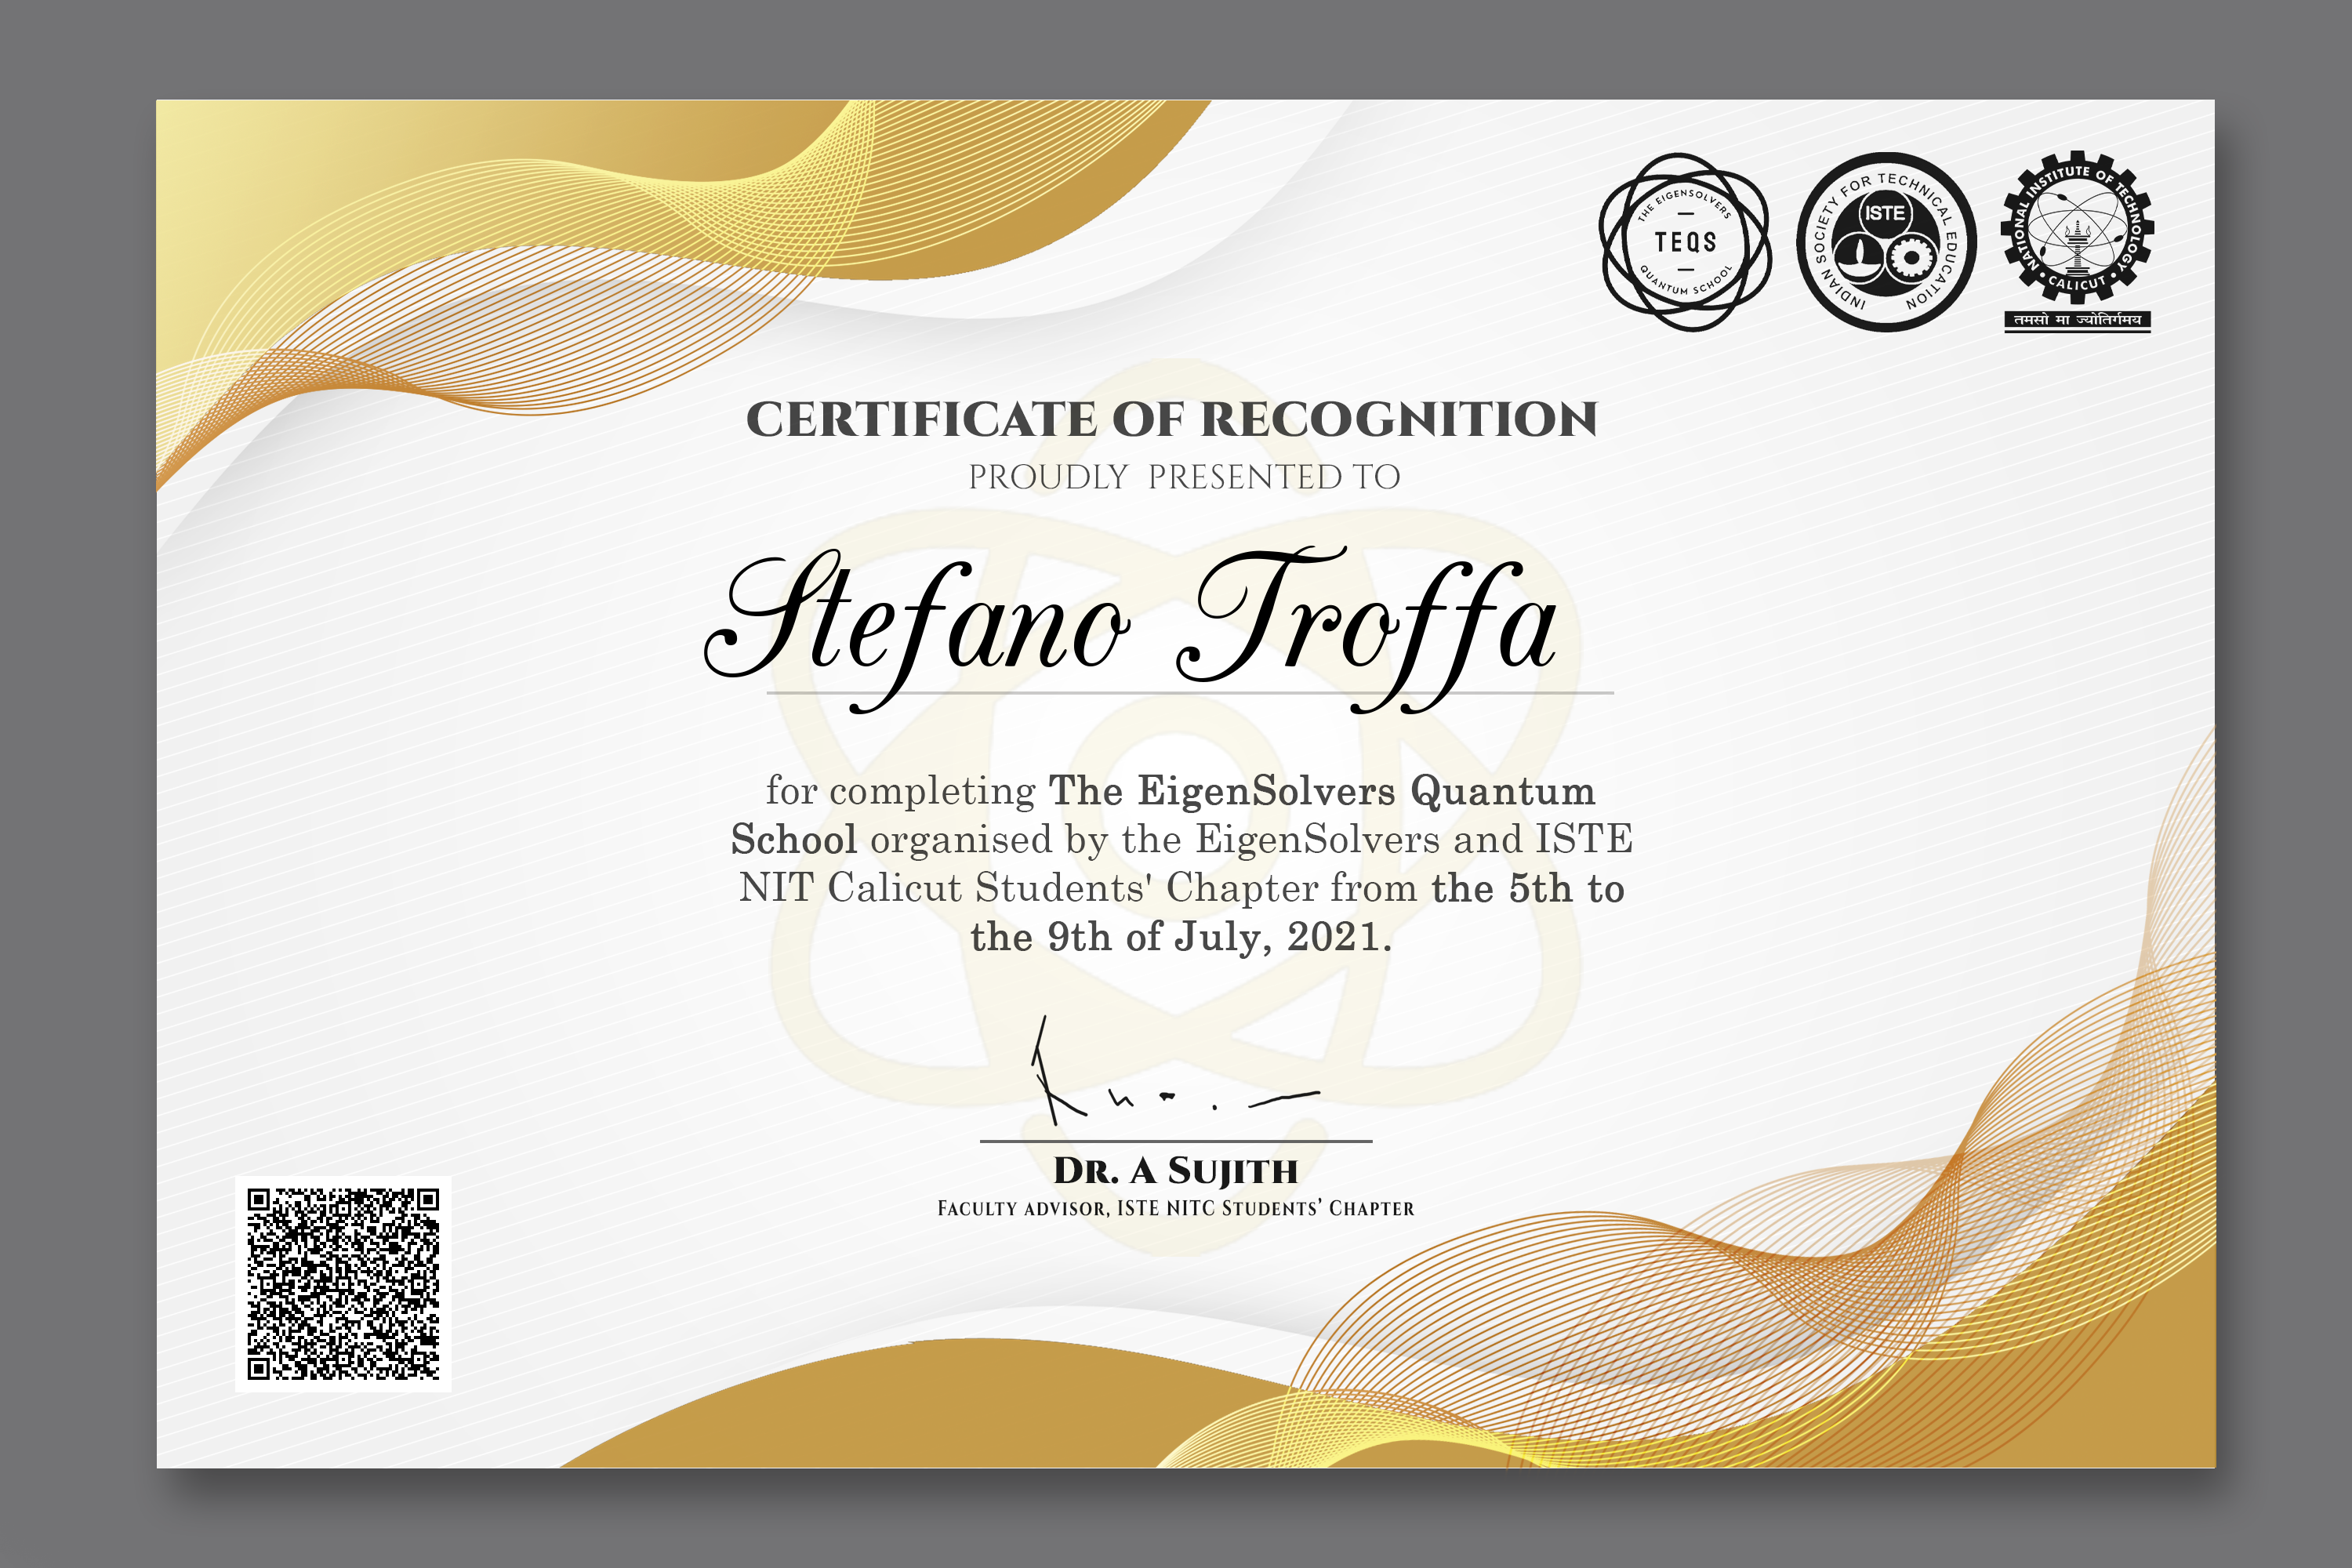 THE EIGENSOLVERS
TEQS
QUANTUM SCHOOL
INDIAN SOCIETY FOR TECHNICAL EDUCATION
ISTE
NATIONAL INSTITUTE OF TECHNOLOGY
• CALICUT •
तमसो मा ज्योतिर्गमय
CERTIFICATE OF RECOGNITION
PROUDLY PRESENTED TO
Stefano Troffa
for completing The EigenSolvers Quantum
School organised by the EigenSolvers and ISTE
NIT Calicut Students' Chapter from the 5th to
the 9th of July, 2021.
DR. A SUJITH
FACULTY ADVISOR, ISTE NITC STUDENTS’ CHAPTER